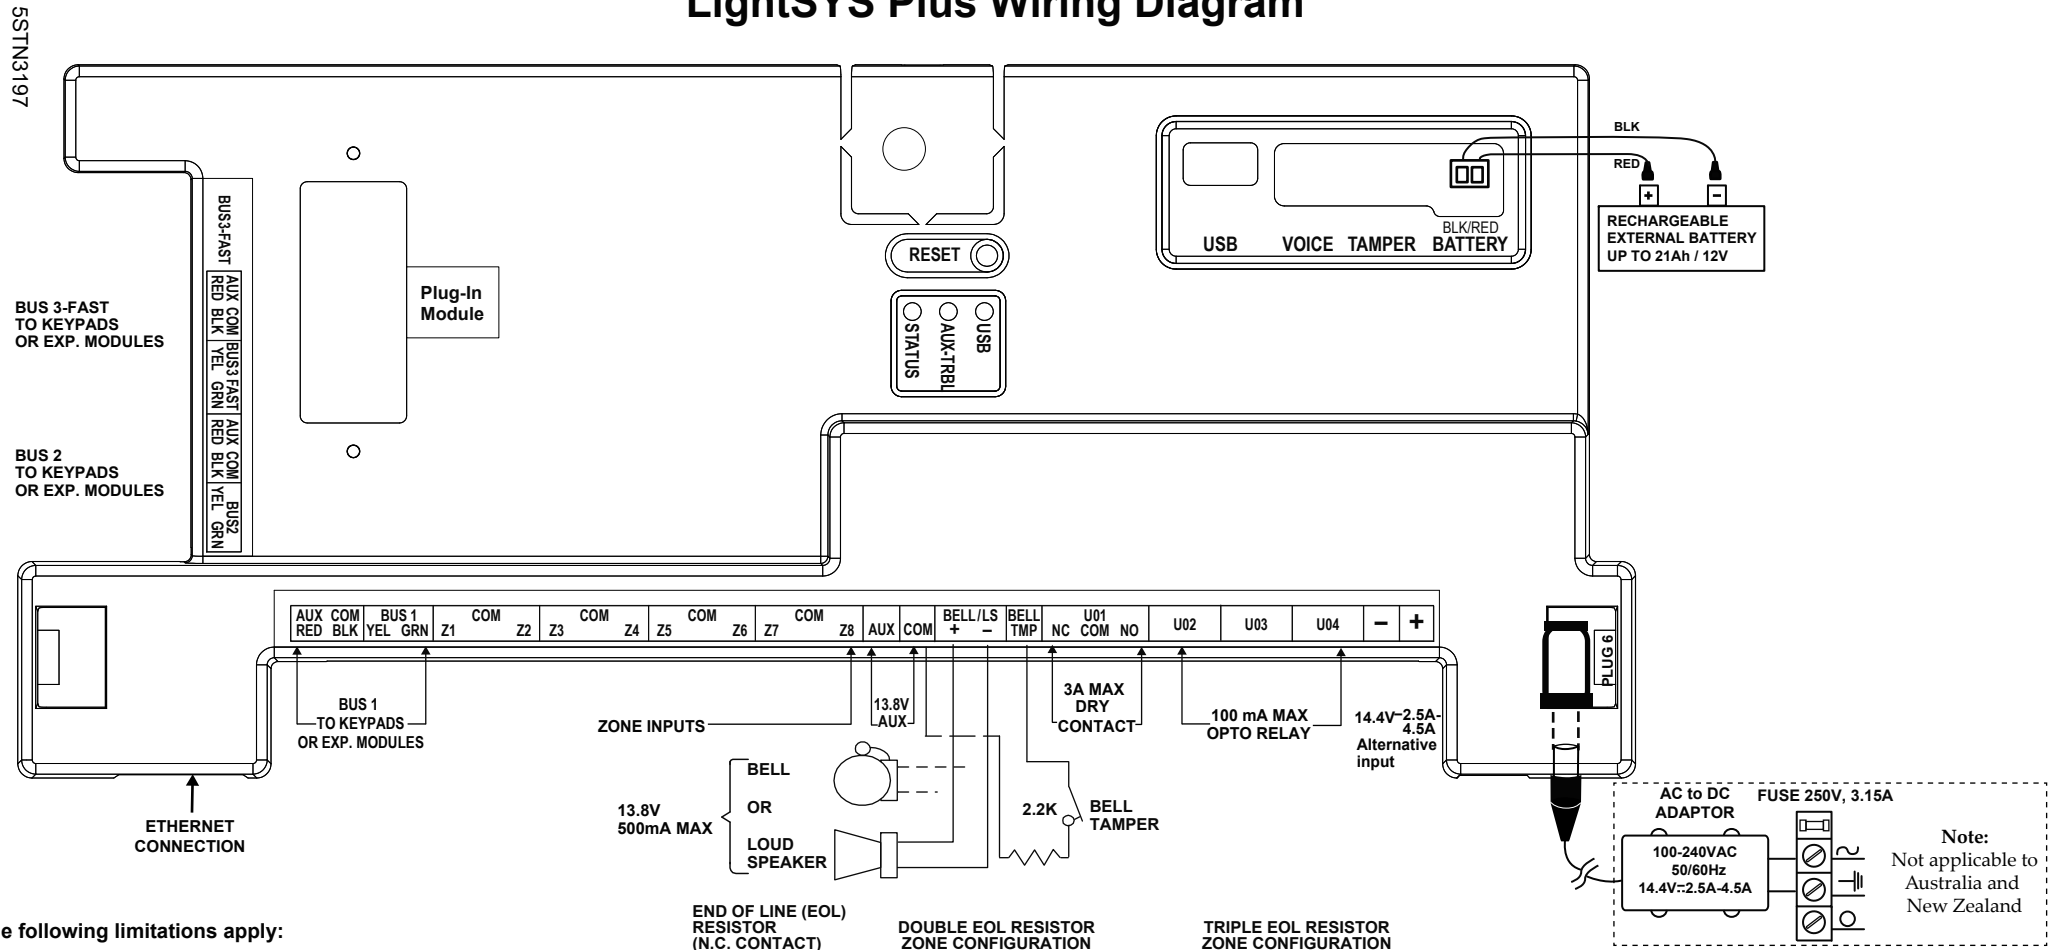 LightSYS Plus Wiring Diagram
5STN3197
BUS 3-FAST
TO KEYPADS
OR EXP. MODULES
BUS 2
TO KEYPADS
OR EXP. MODULES
BUS3-FAST
AUX COM
RED BLK
BUS3 FAST
YEL GRN
AUX COM
RED BLK
BUS2
YEL GRN
Plug-In
Module
RESET
STATUS
AUX-TRBL
USB
USB
VOICE
TAMPER
BLK/RED
BATTERY
BLK
RED
+
−
RECHARGEABLE
EXTERNAL BATTERY
UP TO 21Ah / 12V
AUX COM
RED BLK
BUS 1
YEL GRN
COM
Z1 Z2
COM
Z3 Z4
COM
Z5 Z6
COM
Z7 Z8
AUX
COM
BELL/LS
+ −
BELL
TMP
U01
NC COM NO
U02
U03
U04
−
+
PLUG 6
BUS 1
TO KEYPADS
OR EXP. MODULES
ZONE INPUTS
13.8V
AUX
3A MAX
DRY
CONTACT
100 mA MAX
OPTO RELAY
14.4V⎓2.5A-
4.5A
Alternative
input
ETHERNET
CONNECTION
13.8V
500mA MAX
BELL
OR
LOUD
SPEAKER
2.2K
BELL
TAMPER
AC to DC
ADAPTOR
FUSE 250V, 3.15A
100-240VAC
50/60Hz
14.4V⎓2.5A-4.5A
Note:
Not applicable to
Australia and
New Zealand
e following limitations apply:
END OF LINE (EOL)
RESISTOR
(N.C. CONTACT)
DOUBLE EOL RESISTOR
ZONE CONFIGURATION
TRIPLE EOL RESISTOR
ZONE CONFIGURATION